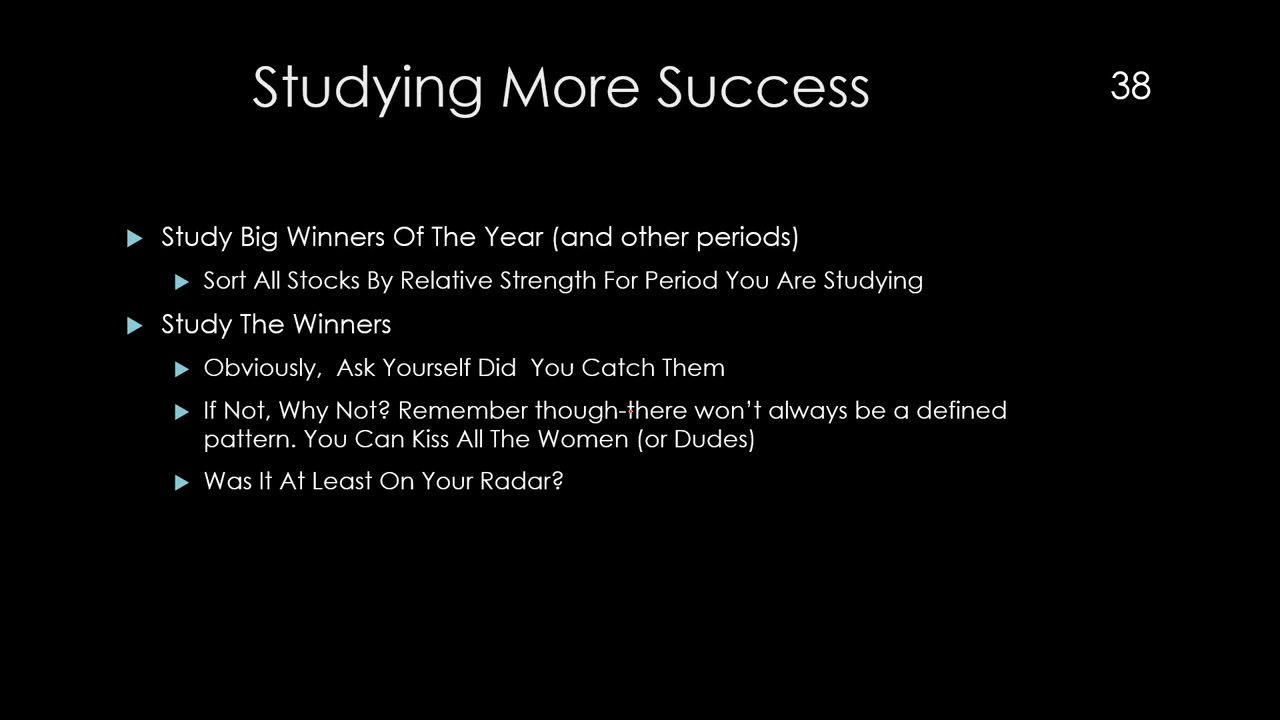 Studying More Success
38
Study Big Winners Of The Year (and other periods)
Sort All Stocks By Relative Strength For Period You Are Studying
Study The Winners
Obviously,  Ask Yourself Did  You Catch Them
If Not, Why Not? Remember though-there won’t always be a defined
pattern. You Can Kiss All The Women (or Dudes)
Was It At Least On Your Radar?